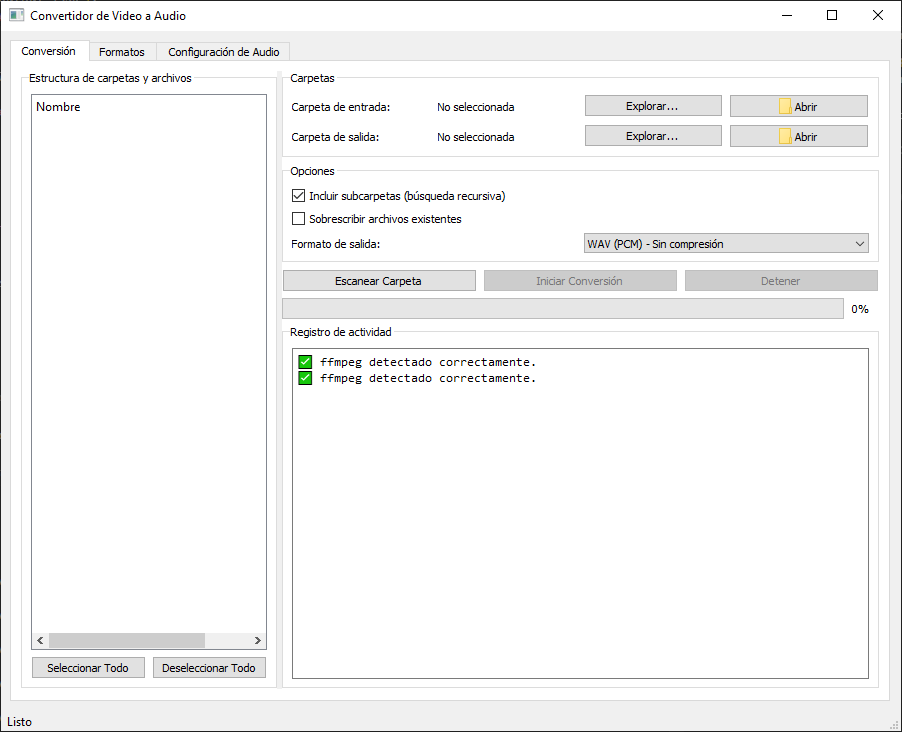 Convertidor de Video a Audio
Conversión Formatos Configuración de Audio
Estructura de carpetas y archivos
Nombre
Seleccionar Todo Deseleccionar Todo
Carpetas
Carpeta de entrada: No seleccionada Explorar... Abrir
Carpeta de salida: No seleccionada Explorar... Abrir
Opciones
Incluir subcarpetas (búsqueda recursiva)
Sobrescribir archivos existentes
Formato de salida: WAV (PCM) - Sin compresión
Escanear Carpeta Iniciar Conversión Detener
0%
Registro de actividad
✅ ffmpeg detectado correctamente.
✅ ffmpeg detectado correctamente.
Listo